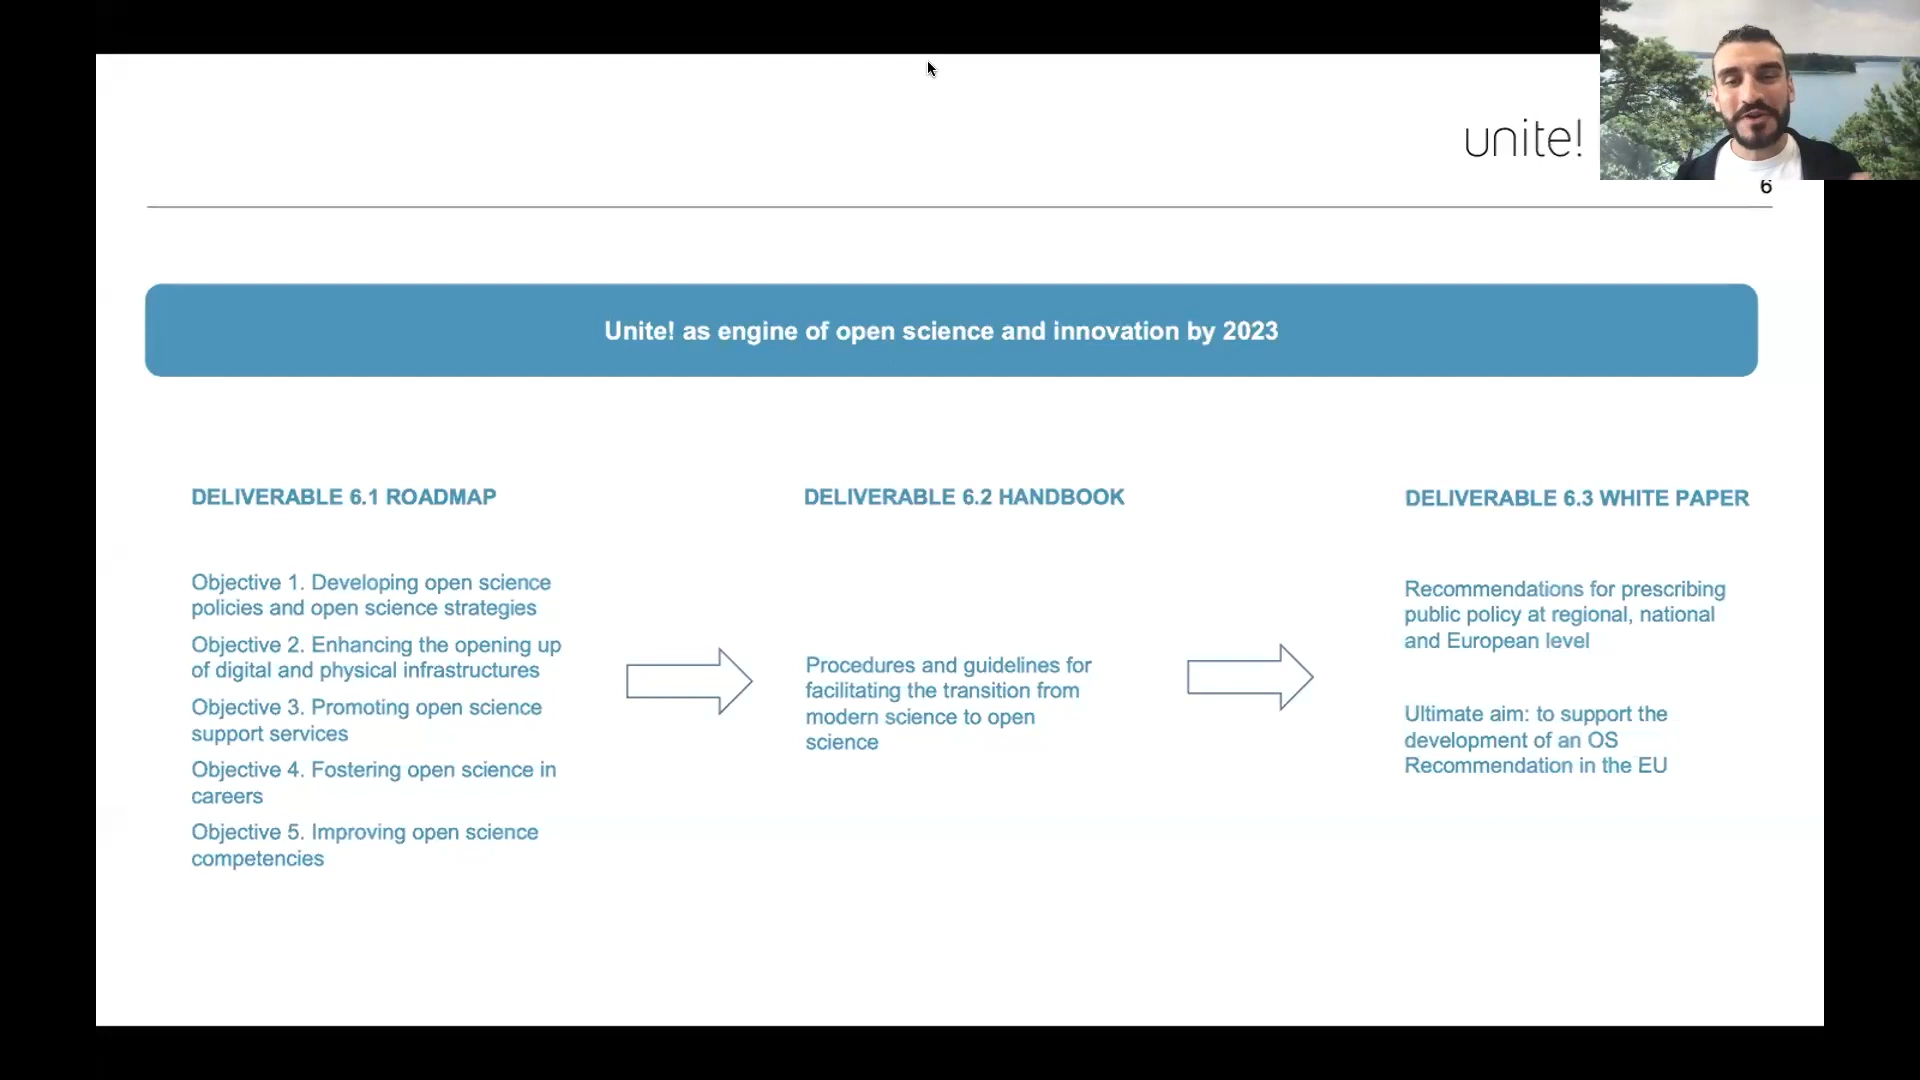 unite!
6
Unite! as engine of open science and innovation by 2023
DELIVERABLE 6.1 ROADMAP
Objective 1. Developing open science
policies and open science strategies
Objective 2. Enhancing the opening up
of digital and physical infrastructures
Objective 3. Promoting open science
support services
Objective 4. Fostering open science in
careers
Objective 5. Improving open science
competencies
DELIVERABLE 6.2 HANDBOOK
Procedures and guidelines for
facilitating the transition from
modern science to open
science
DELIVERABLE 6.3 WHITE PAPER
Recommendations for prescribing
public policy at regional, national
and European level
Ultimate aim: to support the
development of an OS
Recommendation in the EU